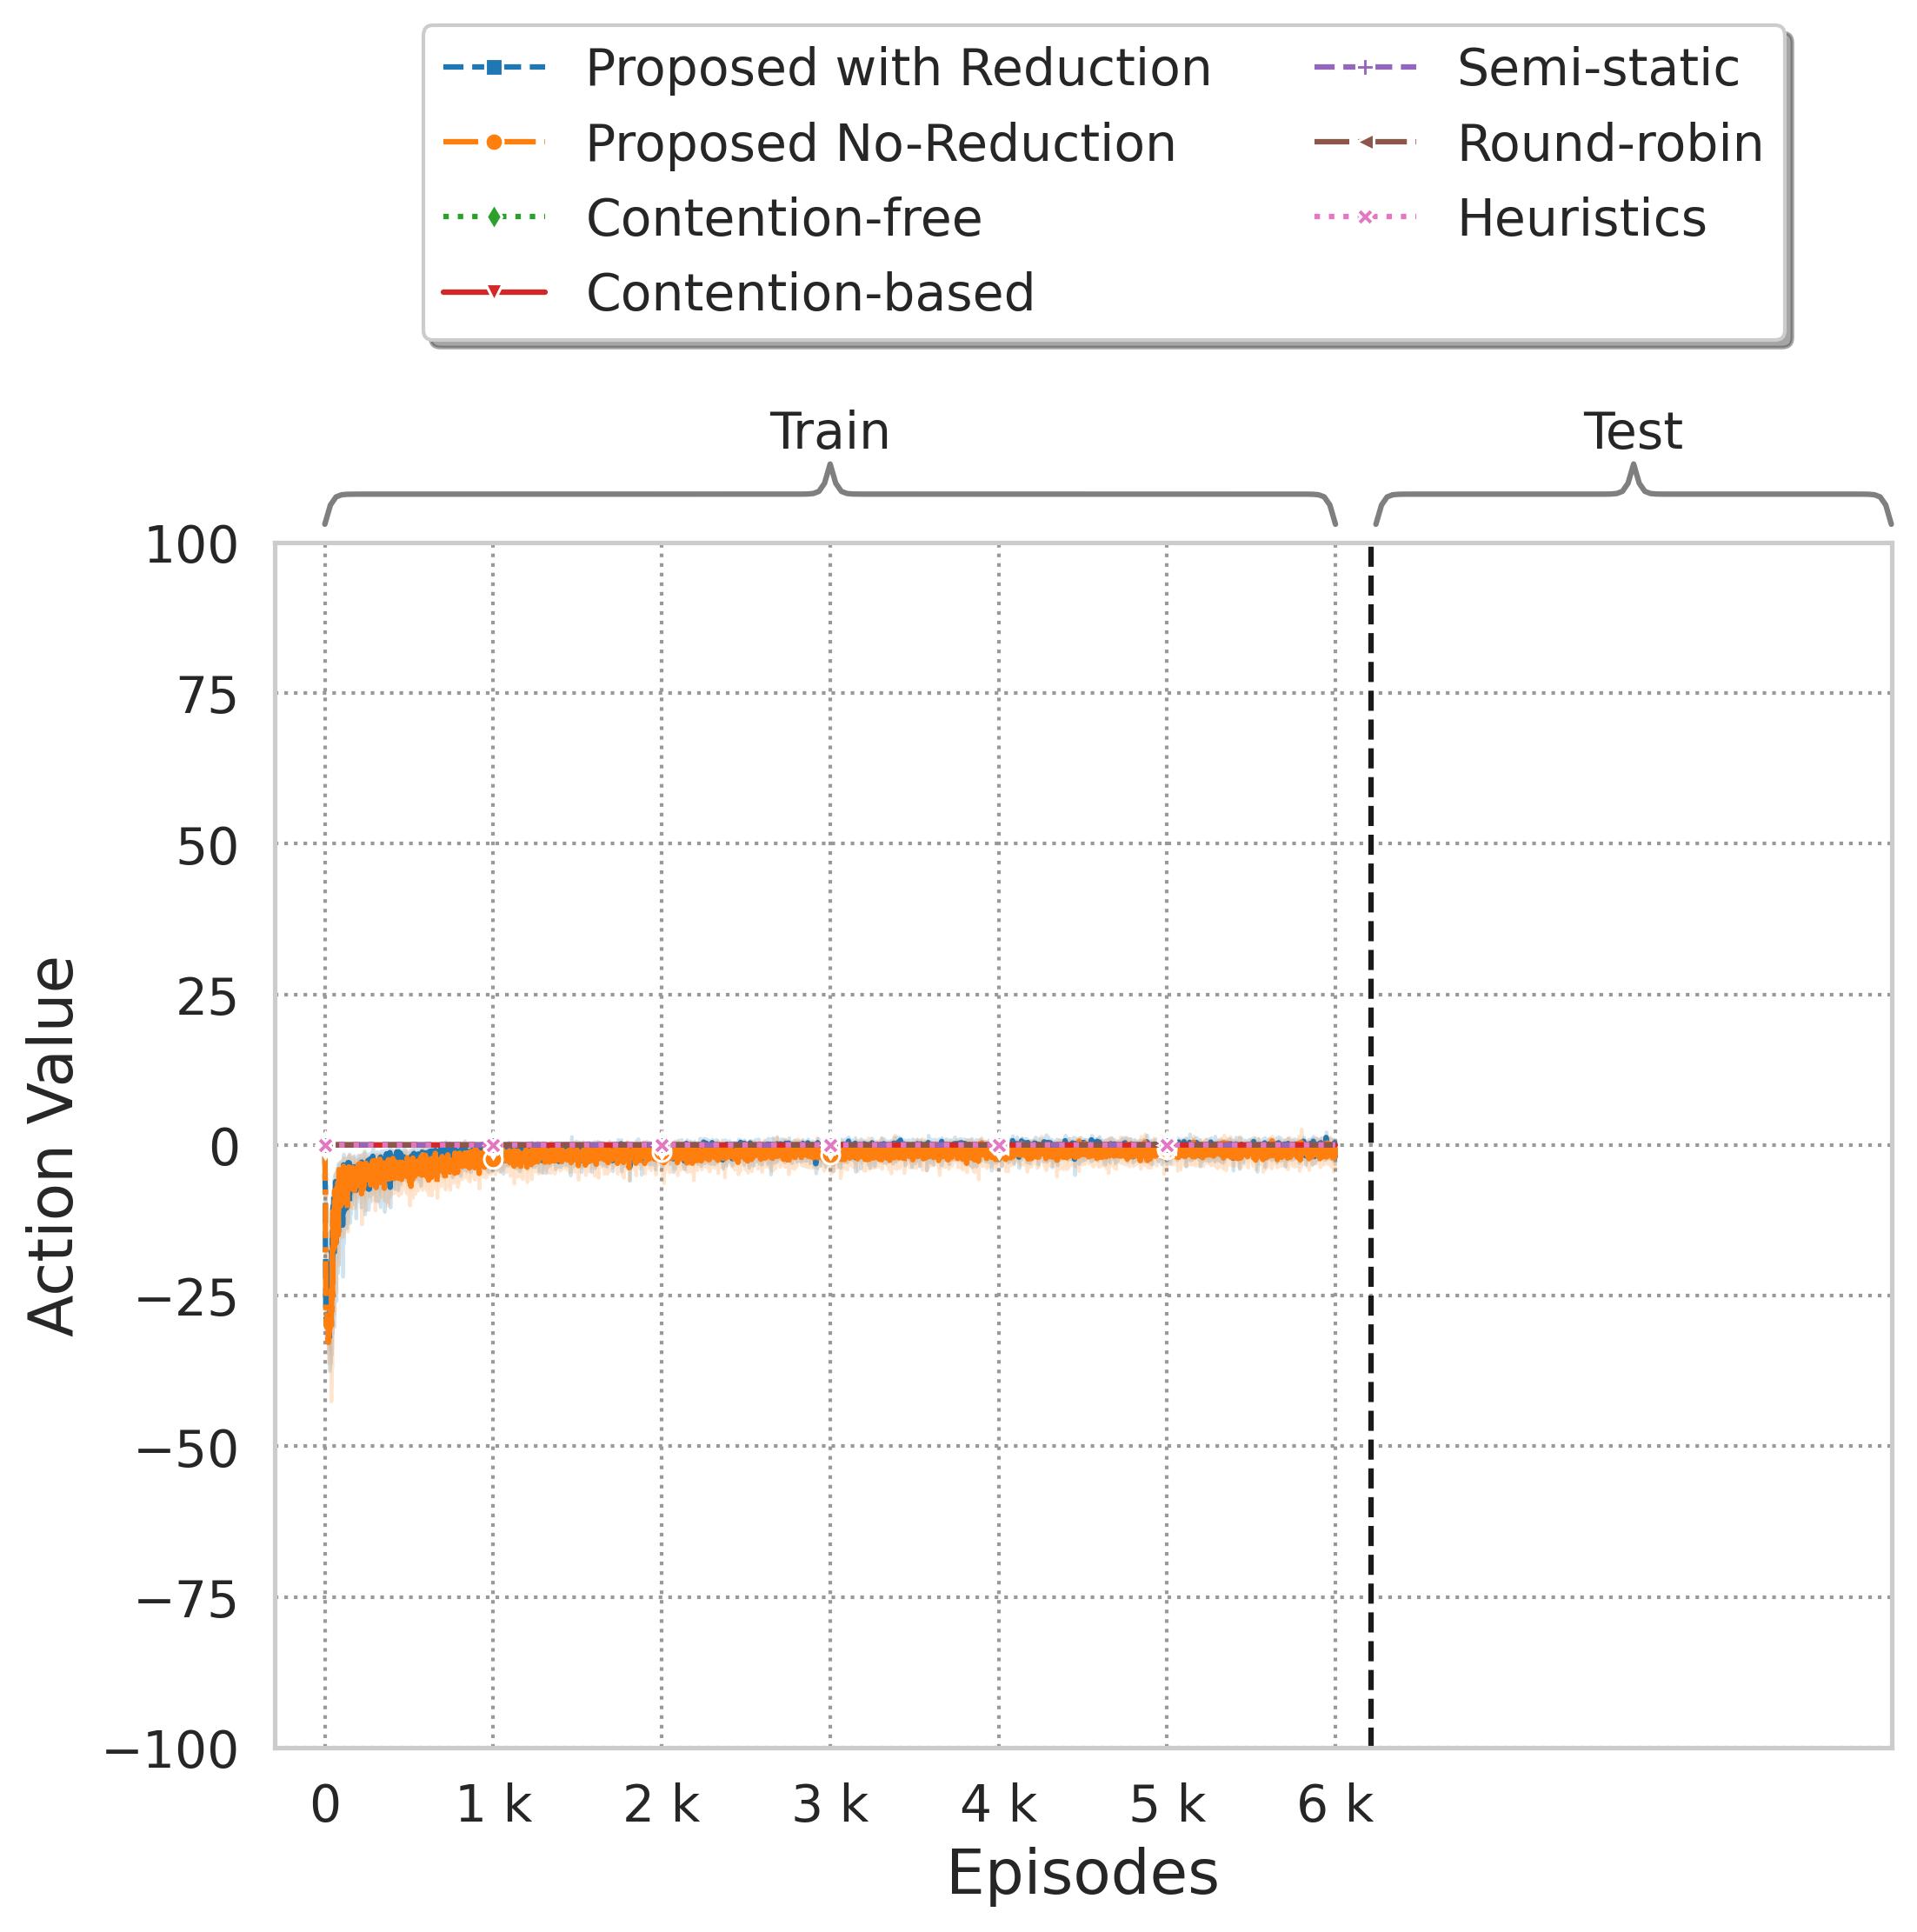 Proposed with Reduction
Proposed No-Reduction
Contention-free
Contention-based
Semi-static
Round-robin
Heuristics
Train
Test
100
75
50
25
0
−25
−50
−75
−100
Action Value
0
1 k
2 k
3 k
4 k
5 k
6 k
Episodes